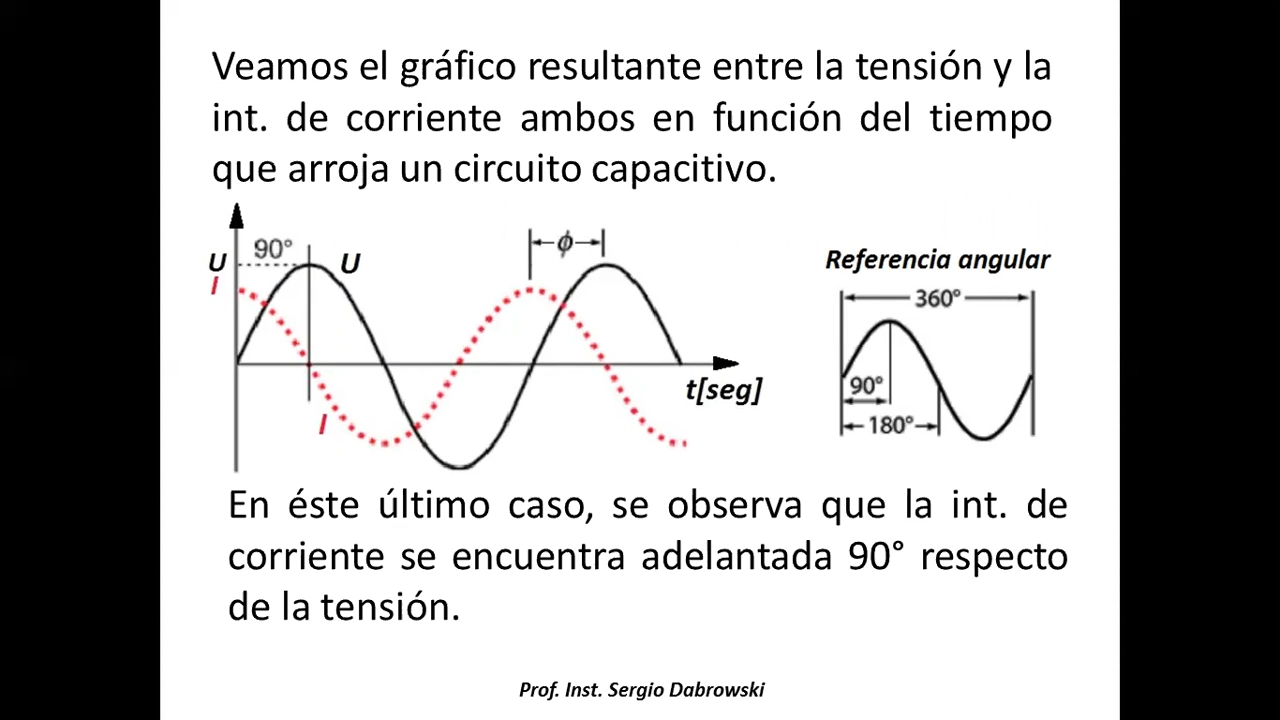 Veamos el gráfico resultante entre la tensión y la
int. de corriente ambos en función del tiempo
que arroja un circuito capacitivo.
90°
U
U
I
ϕ
I
t[seg]
Referencia angular
360°
90°
180°
En éste último caso, se observa que la int. de
corriente se encuentra adelantada 90° respecto
de la tensión.
Prof. Inst. Sergio Dabrowski